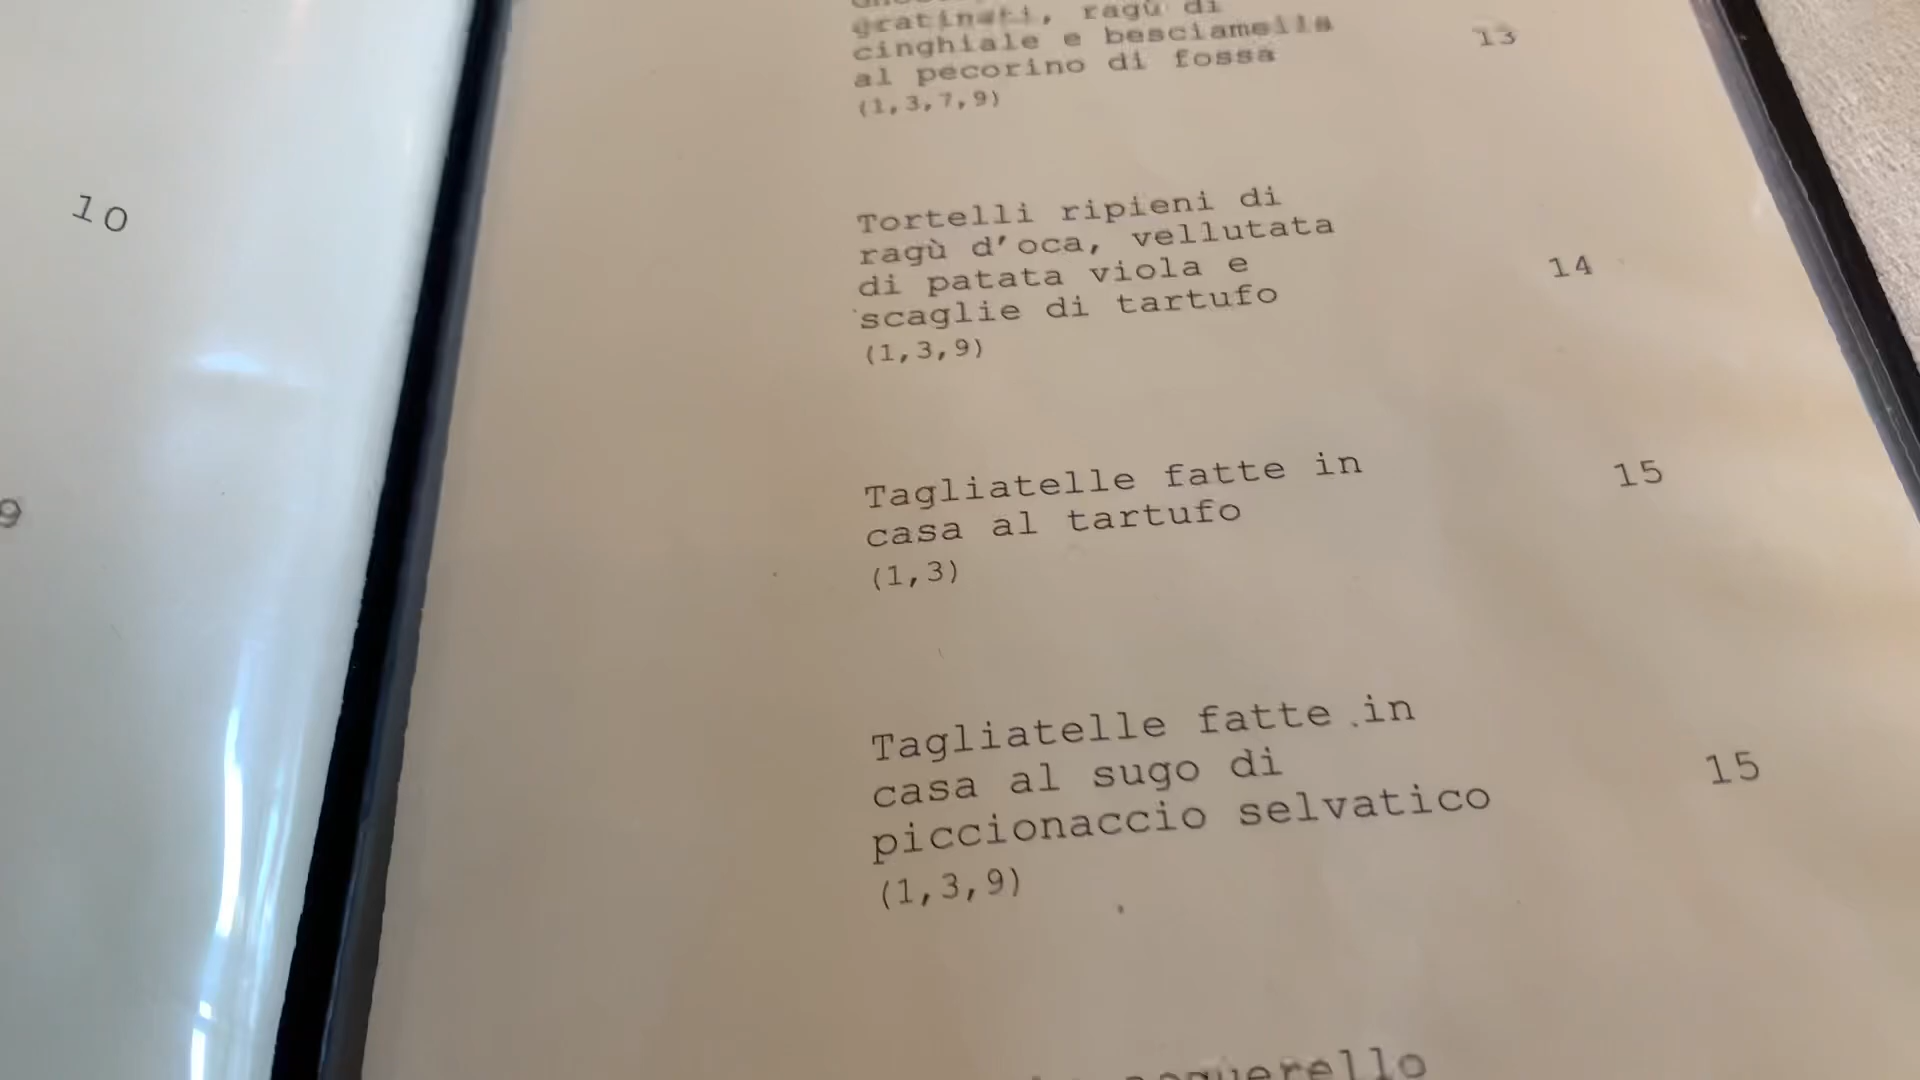 10
9
gratinati, ragù di
cinghiale e besciamella
al pecorino di fossa
13
(1,3,7,9)
Tortelli ripieni di
ragù d'oca, vellutata
di patata viola e
scaglie di tartufo
14
(1,3,9)
Tagliatelle fatte in
casa al tartufo
15
(1,3)
Tagliatelle fatte in
casa al sugo di
piccionaccio selvatico
15
(1,3,9)